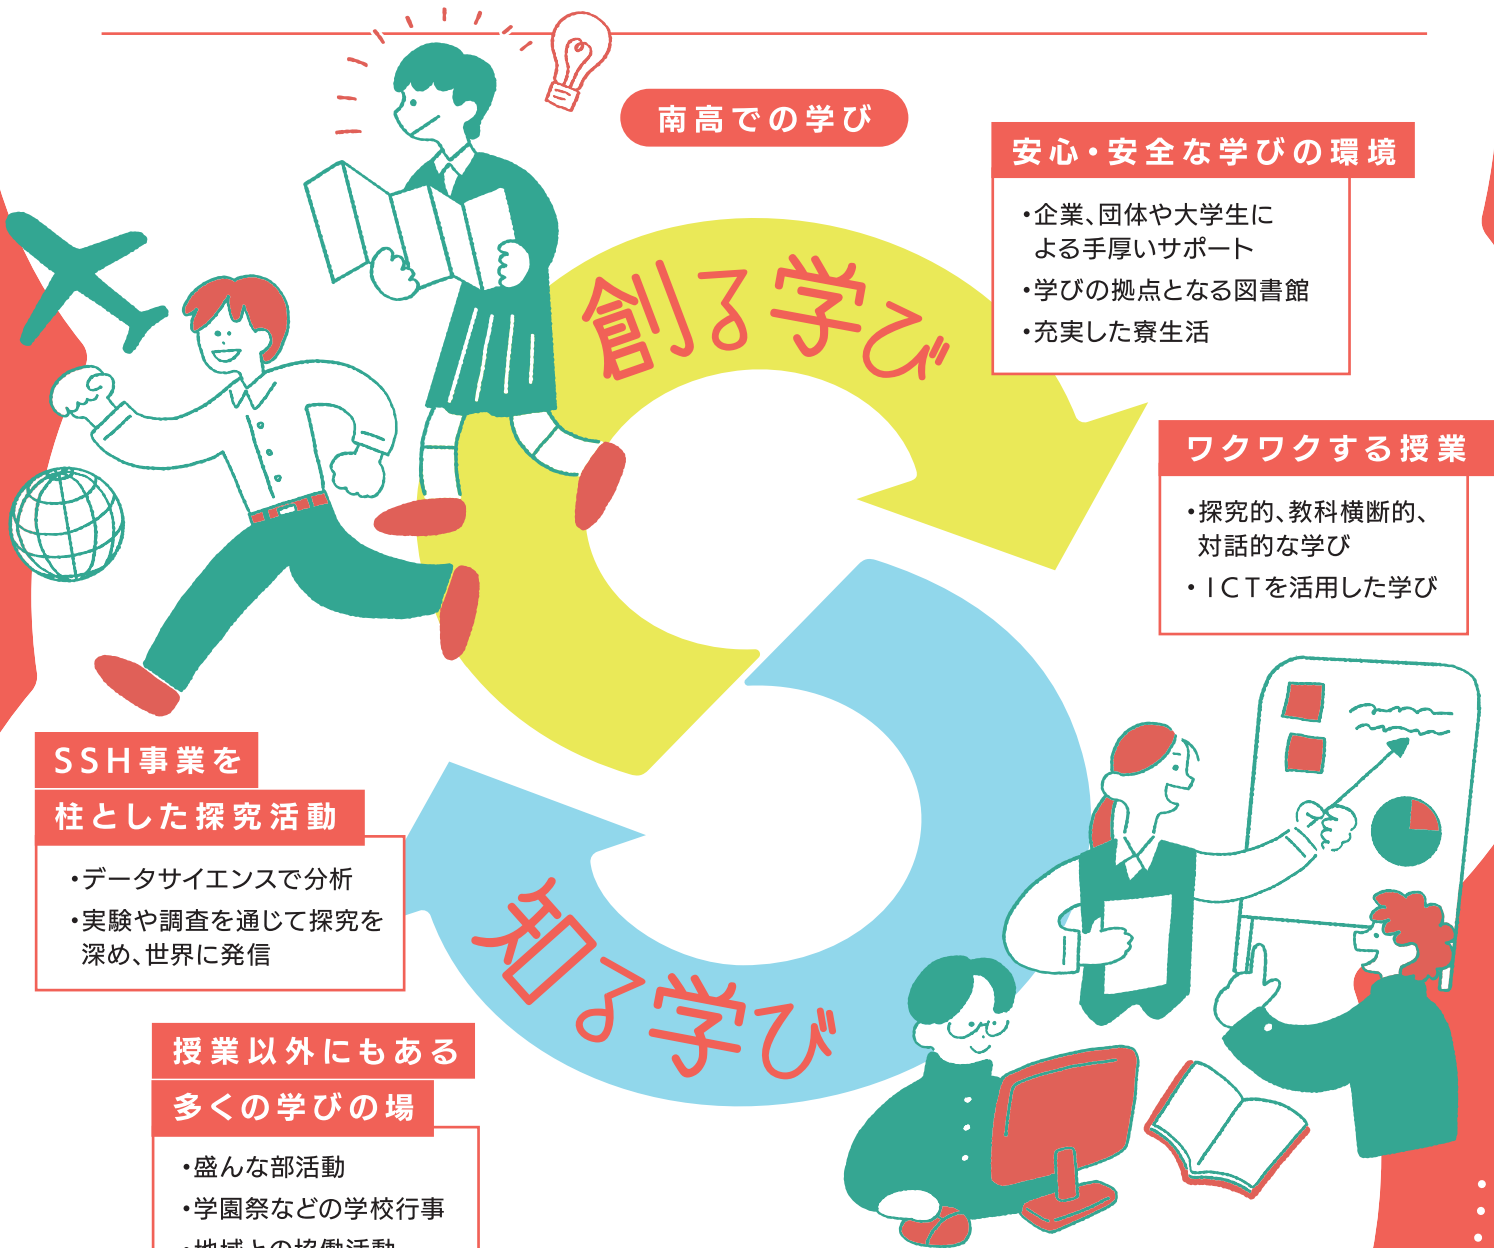 南高での学び
安心・安全な学びの環境
・企業、団体や大学生に
よる手厚いサポート
・学びの拠点となる図書館
・充実した寮生活
創る学び
ワクワクする授業
・探究的、教科横断的、
対話的な学び
・ICTを活用した学び
SSH事業を
柱とした探究活動
・データサイエンスで分析
・実験や調査を通じて探究を
深め、世界に発信
知る学び
授業以外にもある
多くの学びの場
・盛んな部活動
・学園祭などの学校行事
・地域との協働活動